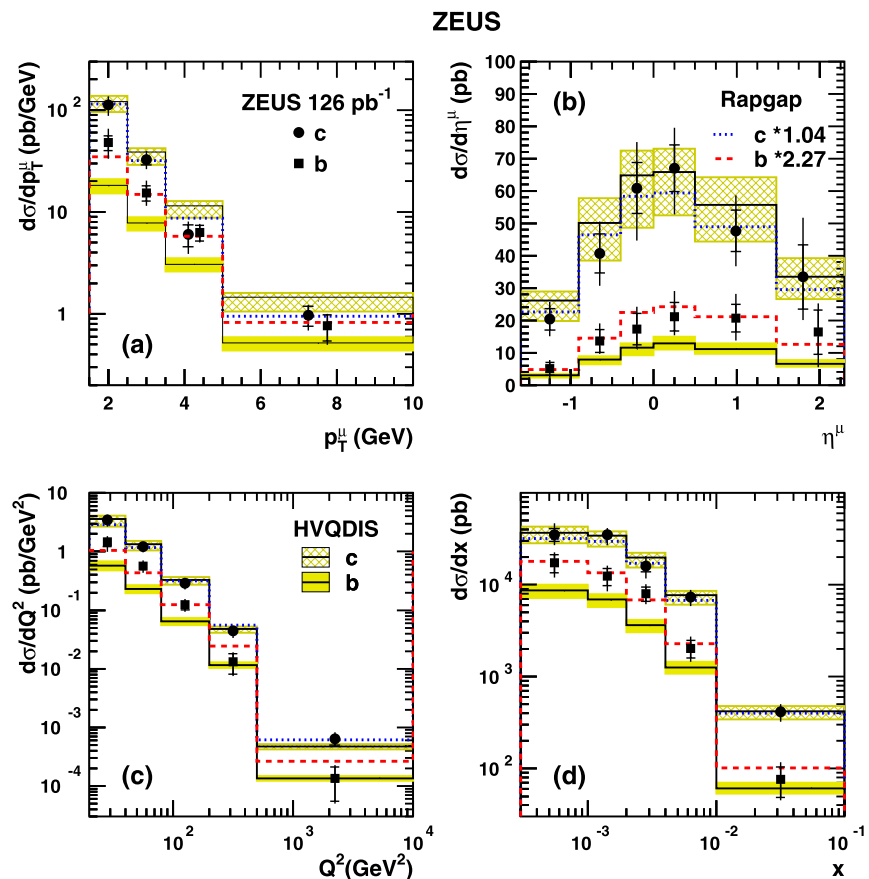 ZEUS
dσ/dp_T^μ (pb/GeV)
10^2
10
1
ZEUS 126 pb^-1
c
b
(a)
2 4 6 8 10
p_T^μ (GeV)
dσ/dη^μ (pb)
100
90
80
70
60
50
40
30
20
10
0
(b)
Rapgap
c *1.04
b *2.27
-1 0 1 2
η^μ
dσ/dQ^2 (pb/GeV^2)
10
1
10^-1
10^-2
10^-3
10^-4
HVQDIS
c
b
(c)
10^2 10^3 10^4
Q^2(GeV^2)
dσ/dx (pb)
10^4
10^3
10^2
(d)
10^-3 10^-2 10^-1
x